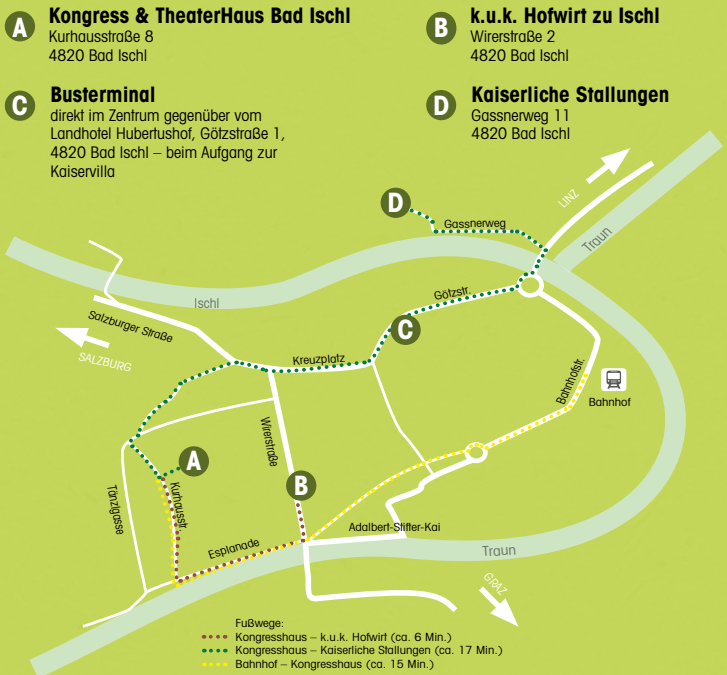 A
Kongress & TheaterHaus Bad Ischl
Kurhausstraße 8
4820 Bad Ischl
B
k.u.k. Hofwirt zu Ischl
Wirerstraße 2
4820 Bad Ischl
C
Busterminal
direkt im Zentrum gegenüber vom
Landhotel Hubertushof, Götzstraße 1,
4820 Bad Ischl – beim Aufgang zur
Kaiservilla
D
Kaiserliche Stallungen
Gassnerweg 11
4820 Bad Ischl
LINZ
D
Gassnerweg
Traun
Ischl
Götzstr.
Salzburger Straße
C
SALZBURG
Kreuzplatz
Bahnhofstr.
Bahnhof
Wirerstraße
A
B
Tänzlgasse
Kurhausstr.
Adalbert-Stifter-Kai
Esplanade
Traun
GRAZ
Fußwege:
Kongresshaus – k.u.k. Hofwirt (ca. 6 Min.)
Kongresshaus – Kaiserliche Stallungen (ca. 17 Min.)
Bahnhof – Kongresshaus (ca. 15 Min.)